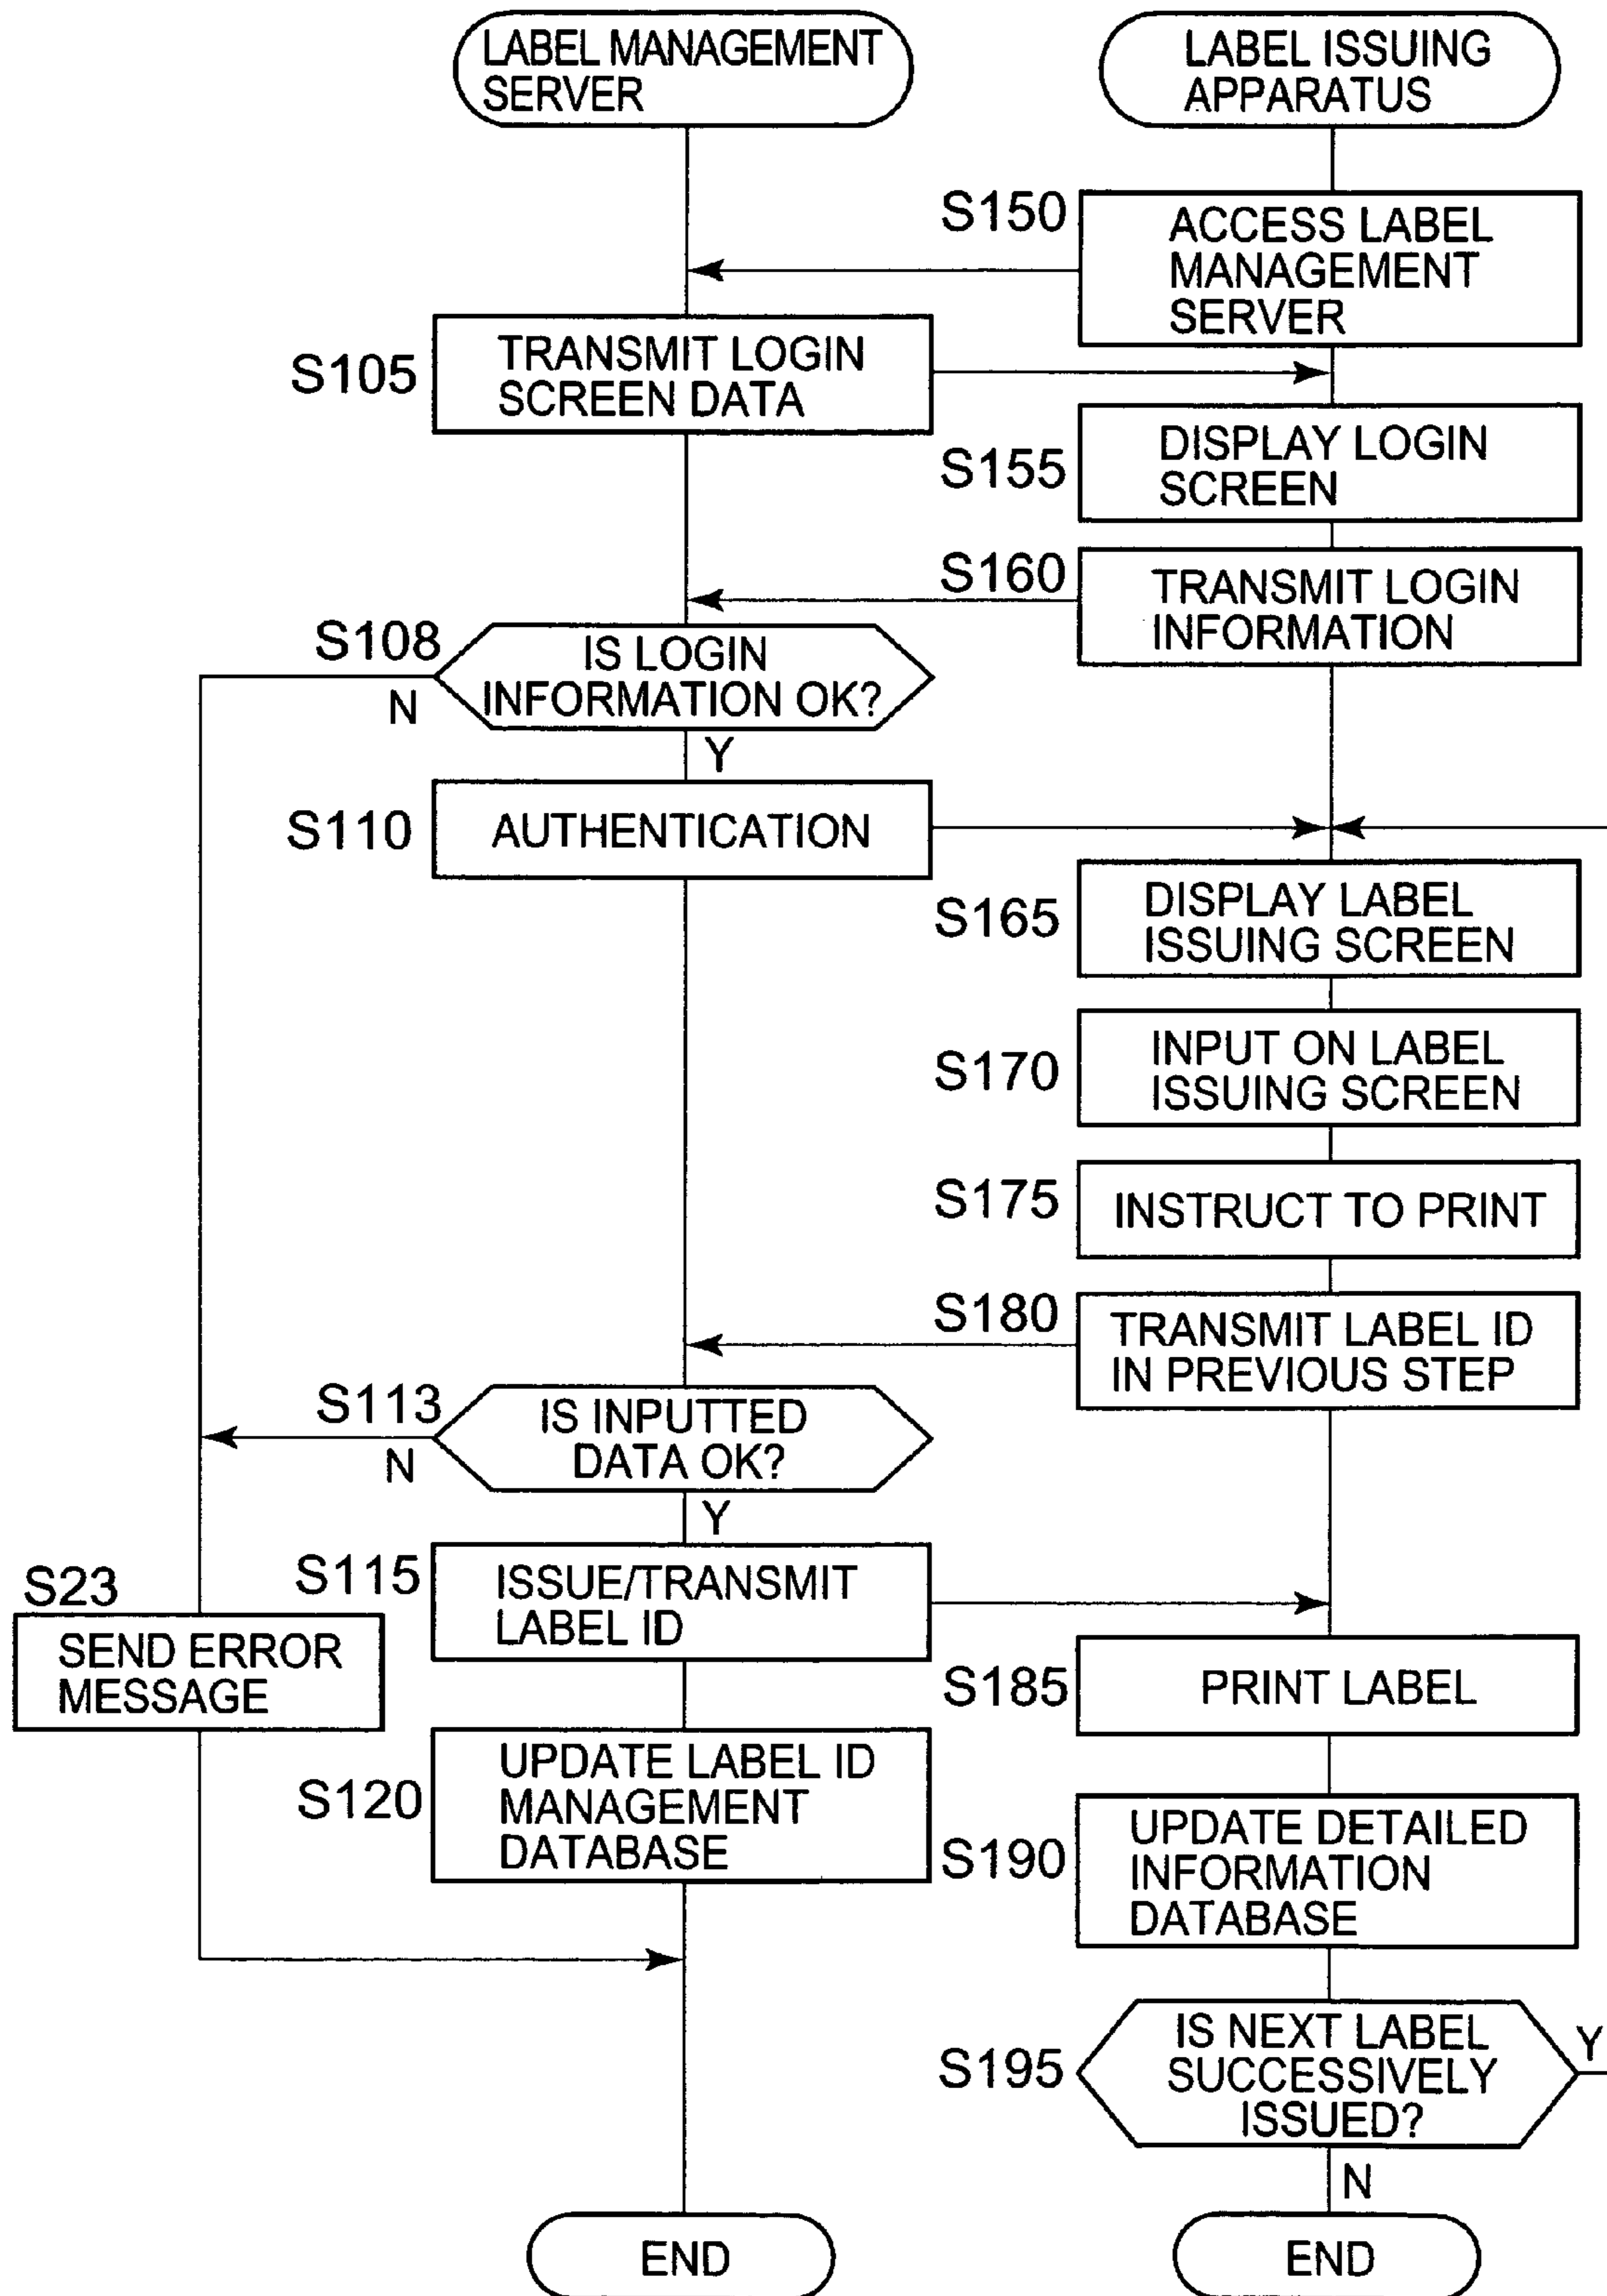 LABEL MANAGEMENT
SERVER
LABEL ISSUING
APPARATUS
S150
ACCESS LABEL
MANAGEMENT
SERVER
S105
TRANSMIT LOGIN
SCREEN DATA
S155
DISPLAY LOGIN
SCREEN
S160
TRANSMIT LOGIN
INFORMATION
S108
IS LOGIN
INFORMATION OK?
N
Y
S110
AUTHENTICATION
S165
DISPLAY LABEL
ISSUING SCREEN
S170
INPUT ON LABEL
ISSUING SCREEN
S175
INSTRUCT TO PRINT
S180
TRANSMIT LABEL ID
IN PREVIOUS STEP
S113
IS INPUTTED
DATA OK?
N
Y
S23
SEND ERROR
MESSAGE
S115
ISSUE/TRANSMIT
LABEL ID
S185
PRINT LABEL
S120
UPDATE LABEL ID
MANAGEMENT
DATABASE
S190
UPDATE DETAILED
INFORMATION
DATABASE
S195
IS NEXT LABEL
SUCCESSIVELY
ISSUED?
Y
N
END
END